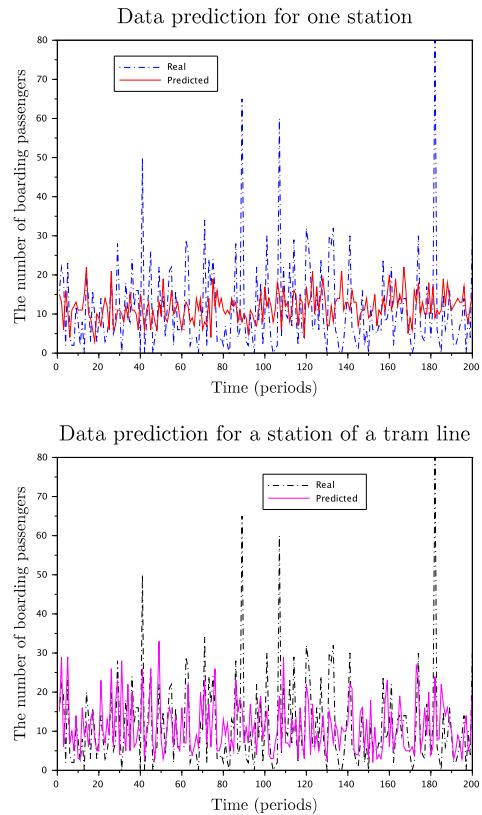 Data prediction for one station
80
70
60
50
40
30
20
10
0
The number of boarding passengers
Real
Predicted
0 20 40 60 80 100 120 140 160 180 200
Time (periods)
Data prediction for a station of a tram line
80
70
60
50
40
30
20
10
0
The number of boarding passengers
Real
Predicted
0 20 40 60 80 100 120 140 160 180 200
Time (periods)